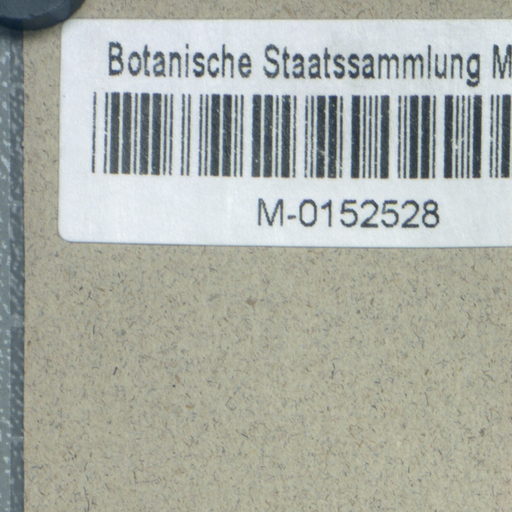 Botanische Staatssammlung M
M-0152528